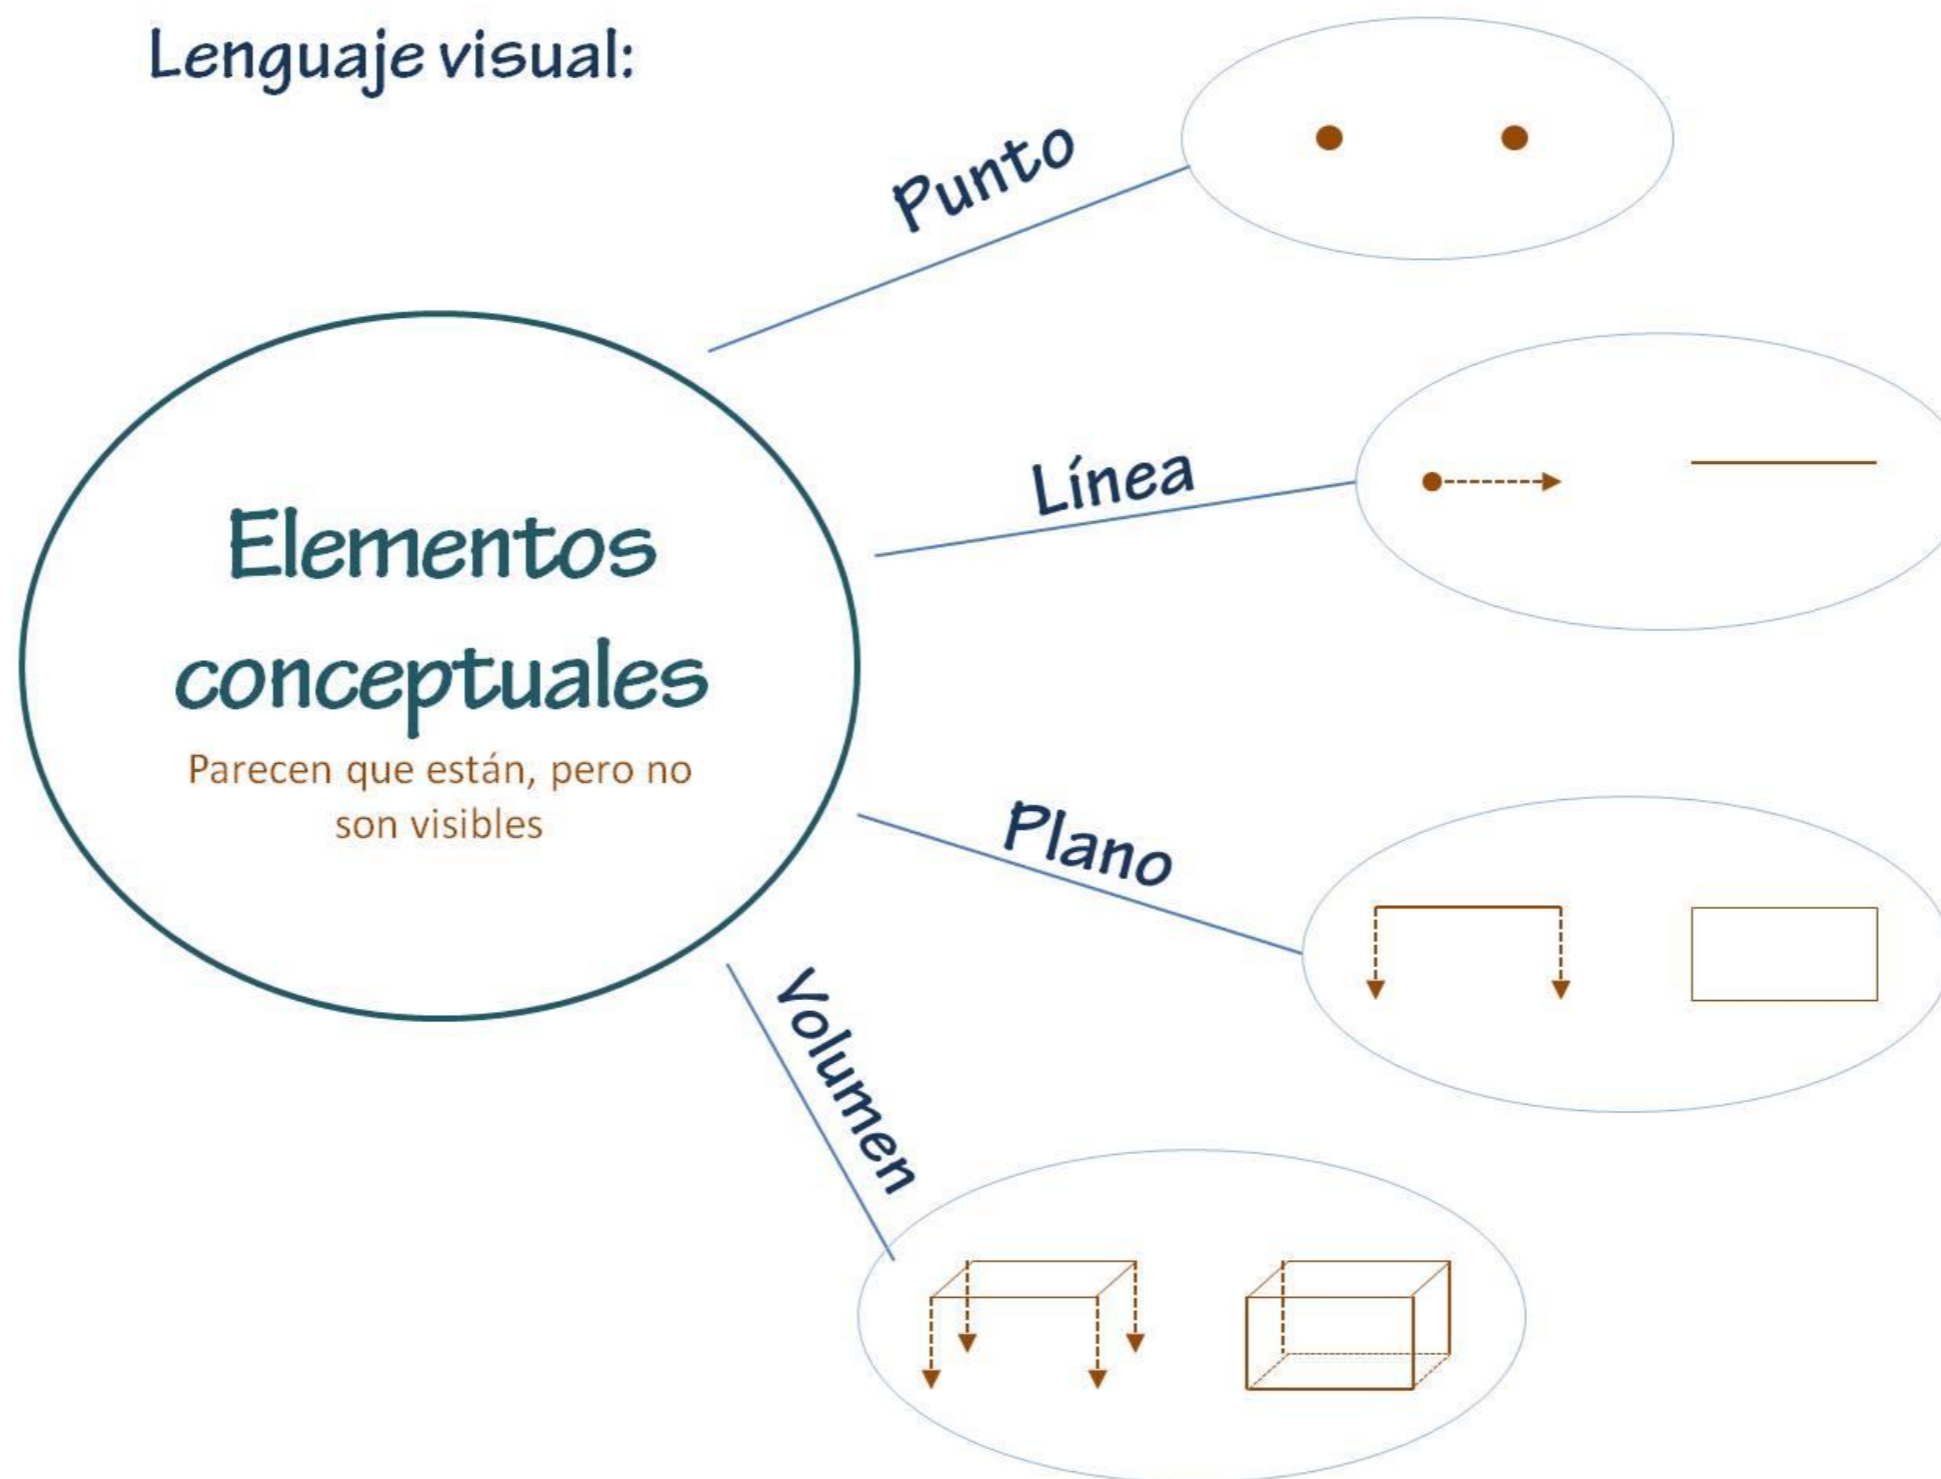 Lenguaje visual:
Punto
Línea
Elementos
conceptuales
Parecen que están, pero no
son visibles
Plano
Volumen